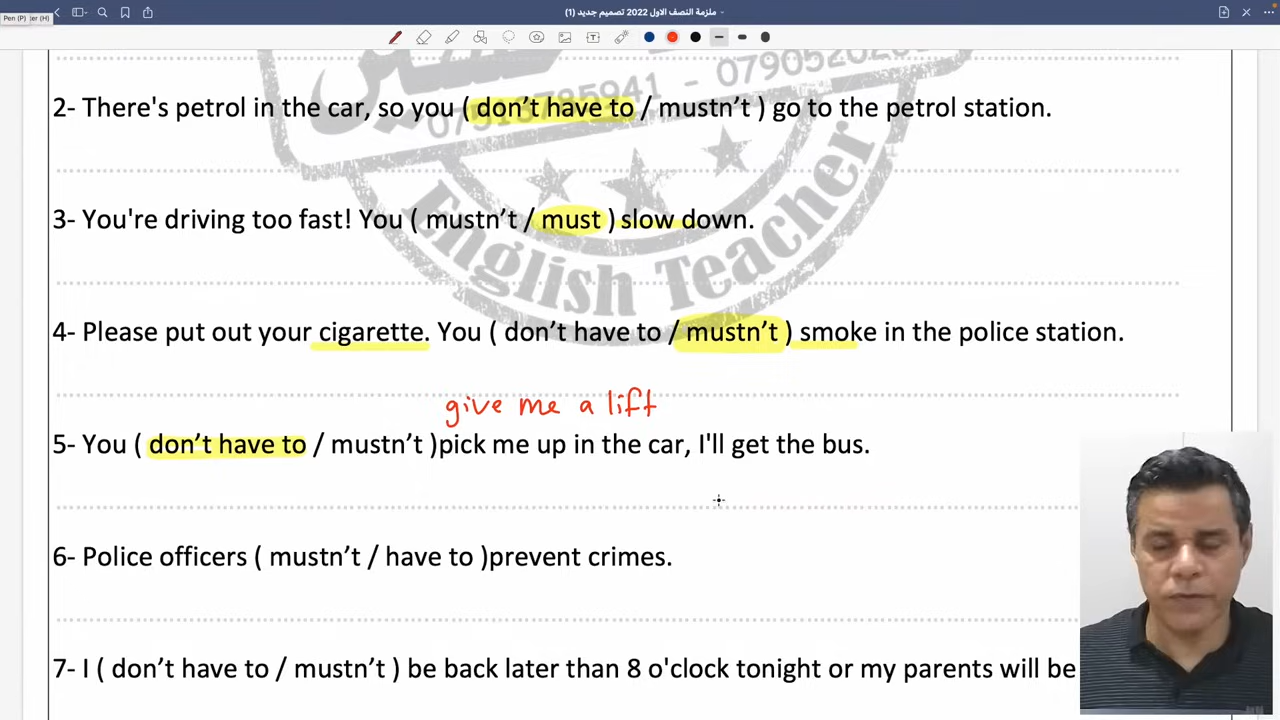 Pen (P)
ter (H)
ملزمة النصف الاول 2022 تصميم جديد (1)
07905202
941 -
2- There's petrol in the car, so you ( don't have to / mustn't ) go to the petrol station.
3- You're driving too fast! You ( mustn't / must ) slow down.
English Teacher
4- Please put out your cigarette. You ( don't have to / mustn't ) smoke in the police station.
give me a lift
5- You ( don't have to / mustn't )pick me up in the car, I'll get the bus.
6- Police officers ( mustn't / have to )prevent crimes.
7- I ( don't have to / mustn't ) be back later than 8 o'clock tonight or my parents will be